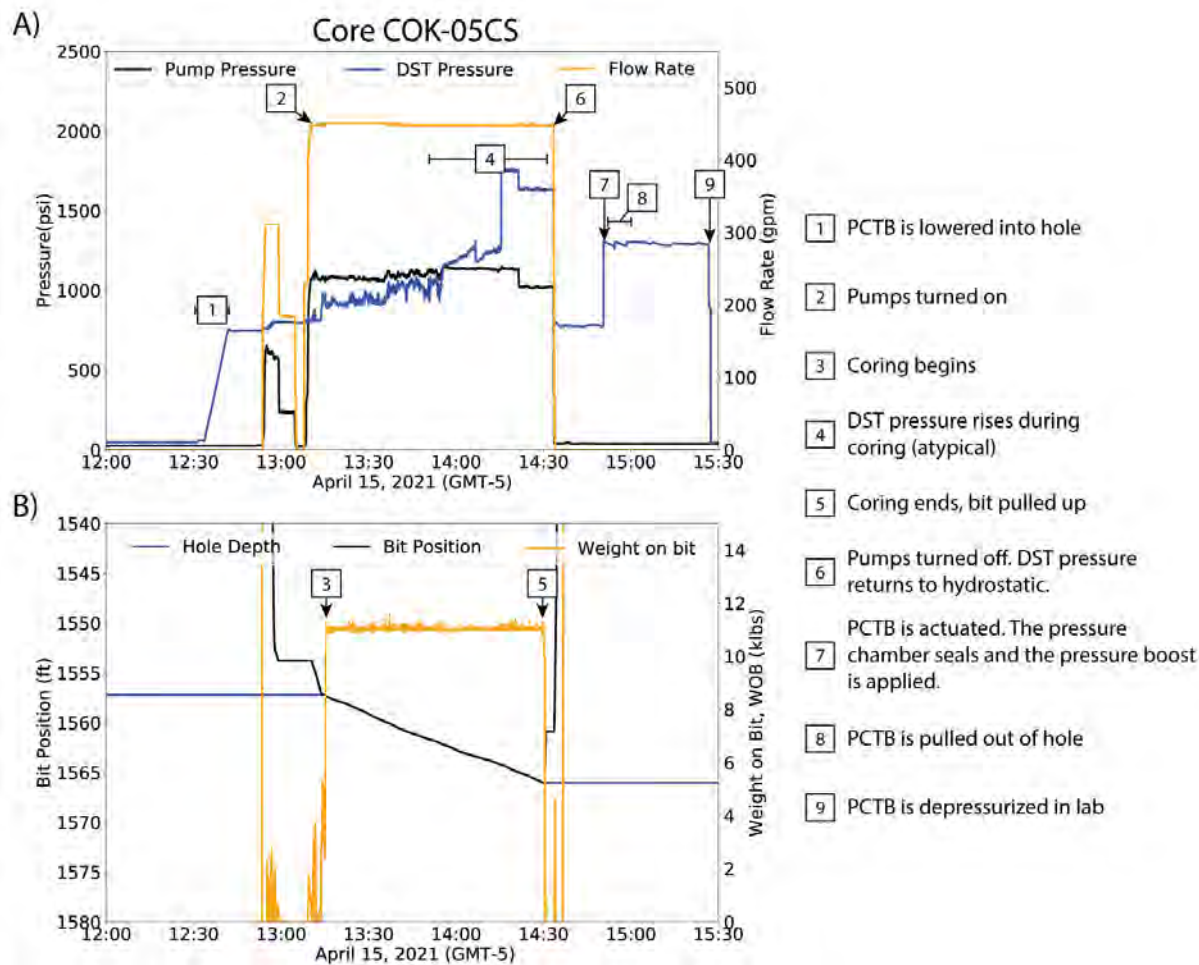 A)
Core COK-05CS
Pump Pressure DST Pressure Flow Rate
2500
2000
1500
1000
500
0
Pressure(psi)
500
400
300
200
100
0
Flow Rate (gpm)
1
2
4
6
7
8
9
12:00 12:30 13:00 13:30 14:00 14:30 15:00 15:30
April 15, 2021 (GMT-5)
B)
Hole Depth Bit Position Weight on bit
1540
1545
1550
1555
1560
1565
1570
1575
1580
Bit Position (ft)
14
12
10
8
6
4
2
0
Weight on Bit, WOB (klbs)
3
5
12:00 12:30 13:00 13:30 14:00 14:30 15:00 15:30
April 15, 2021 (GMT-5)
1 PCTB is lowered into hole
2 Pumps turned on
3 Coring begins
4 DST pressure rises during
coring (atypical)
5 Coring ends, bit pulled up
6 Pumps turned off. DST pressure
returns to hydrostatic.
7 PCTB is actuated. The pressure
chamber seals and the pressure boost
is applied.
8 PCTB is pulled out of hole
9 PCTB is depressurized in lab